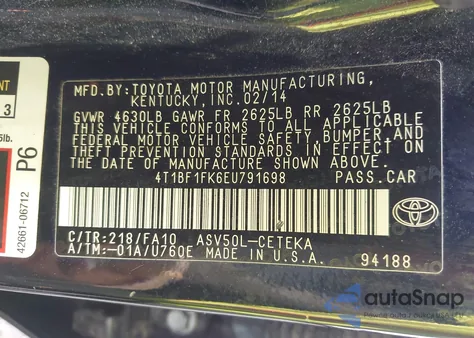 MFD.BY: TOYOTA MOTOR MANUFACTURING,
KENTUCKY, INC. 02/14
GVWR 4630LB GAWR FR 2625LB RR 2625LB
THIS VEHICLE CONFORMS TO ALL APPLICABLE
FEDERAL MOTOR VEHICLE SAFETY, BUMPER, AND
THEFT PREVENTION STANDARDS IN EFFECT ON
THE DATE OF MANUFACTURE SHOWN ABOVE.
4T1BF1FK6EU791698 PASS.CAR
C/TR:218/FA10 ASV50L-CETEKA
A/TM:-01A/U760E MADE IN U.S.A. 94188
TOYOTA
3
P6
42661-06712
autoSnap